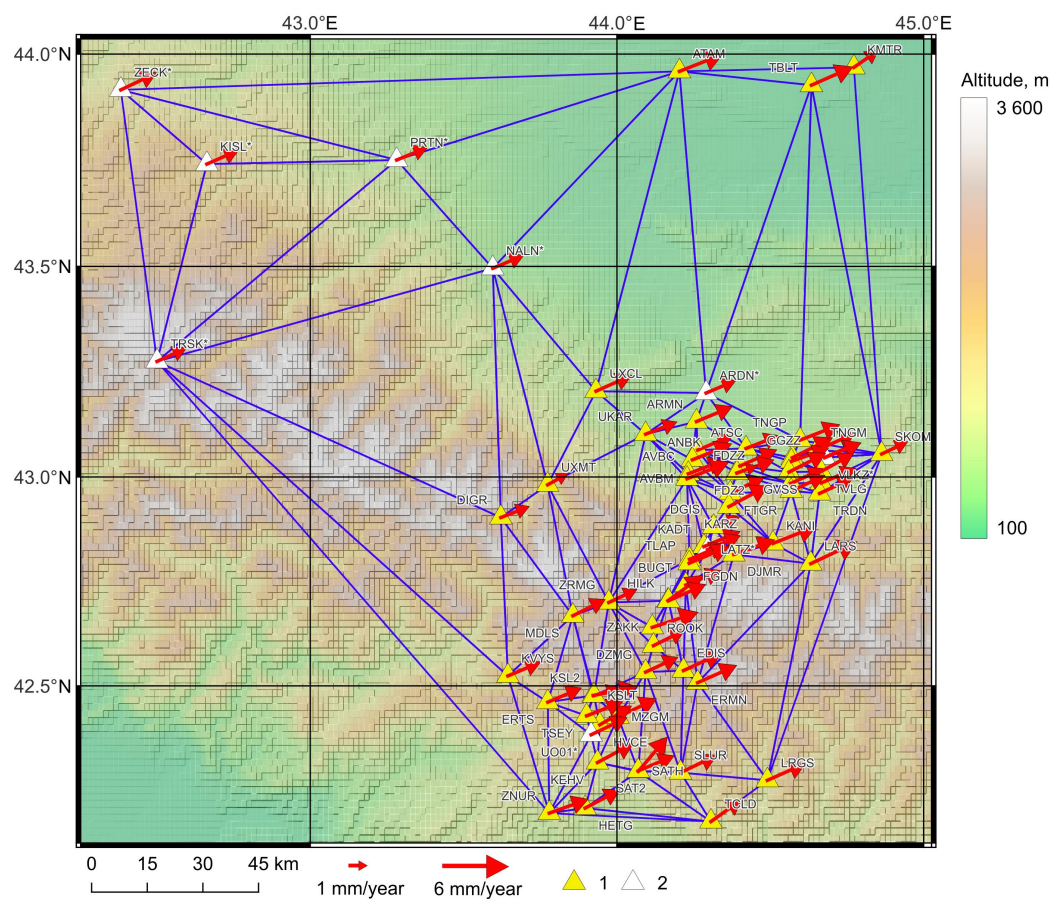 43.0° 44.0° 45.0° E
44.0°N
ZECK*
ATAM
KMTR
TBLT
Altitude, m
3 600
KISL*
PRTN*
NALN*
43.5°N
TRSK*
UXCL
ARDN*
ARMN
UKAR
TNGP
ATSC
TNGM
ANBK
GGZZ
SKOM
AVBC
FDZZ
UXMT
43.0°N
AVBM
VLKZ*
FDZ2
GVSS
TVLG
DIGR
DGIS
FTGR
TRDN
KADT
KARZ
KANI
TLAP
LATZ*
LARS
BUGT
DJMR
FGDN
ZRMG
HILK
100
MDLS
ZAKK
ROOK
KVYS
DZMG
EDIS
KSL2
42.5°N
KSLT
ERMN
ERTS
MZGM
TSEY
HVCE
UO01*
SLUR
LRGS
KEHV
SATH
ZNUR
SAT2
TCLD
HETG
0 15 30 45 km
1 mm/year
6 mm/year
1
2